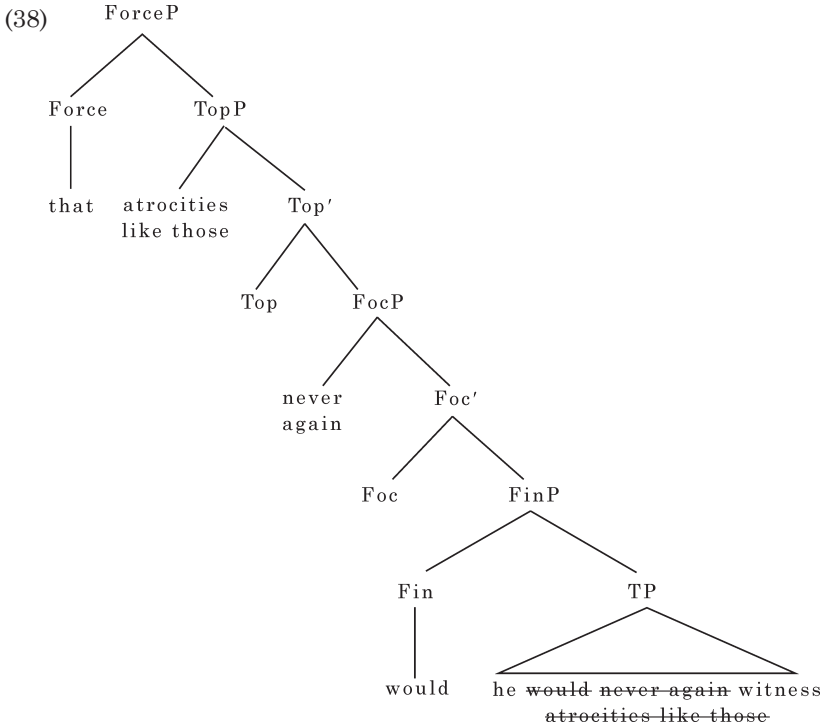 (38)
ForceP
Force TopP
that atrocities like those Top′
Top FocP
never again Foc′
Foc FinP
Fin TP
would he would never again witness atrocities like those